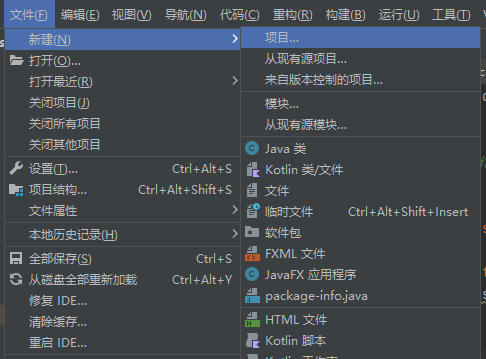 文件(F) 编辑(E) 视图(V) 导航(N) 代码(C) 重构(R) 构建(B) 运行(U) 工具(T)
新建(N)
打开(O)...
打开最近(R)
关闭项目(J)
关闭所有项目
关闭其他项目
设置(T)... Ctrl+Alt+S
项目结构... Ctrl+Alt+Shift+S
文件属性
本地历史记录(H)
全部保存(S) Ctrl+S
从磁盘全部重新加载 Ctrl+Alt+Y
修复 IDE...
清除缓存...
重启 IDE...
项目...
从现有源项目...
来自版本控制的项目...
模块...
从现有源模块...
Java 类
Kotlin 类/文件
文件
临时文件 Ctrl+Alt+Shift+Insert
软件包
FXML 文件
JavaFX 应用程序
package-info.java
HTML 文件
Kotlin 脚本